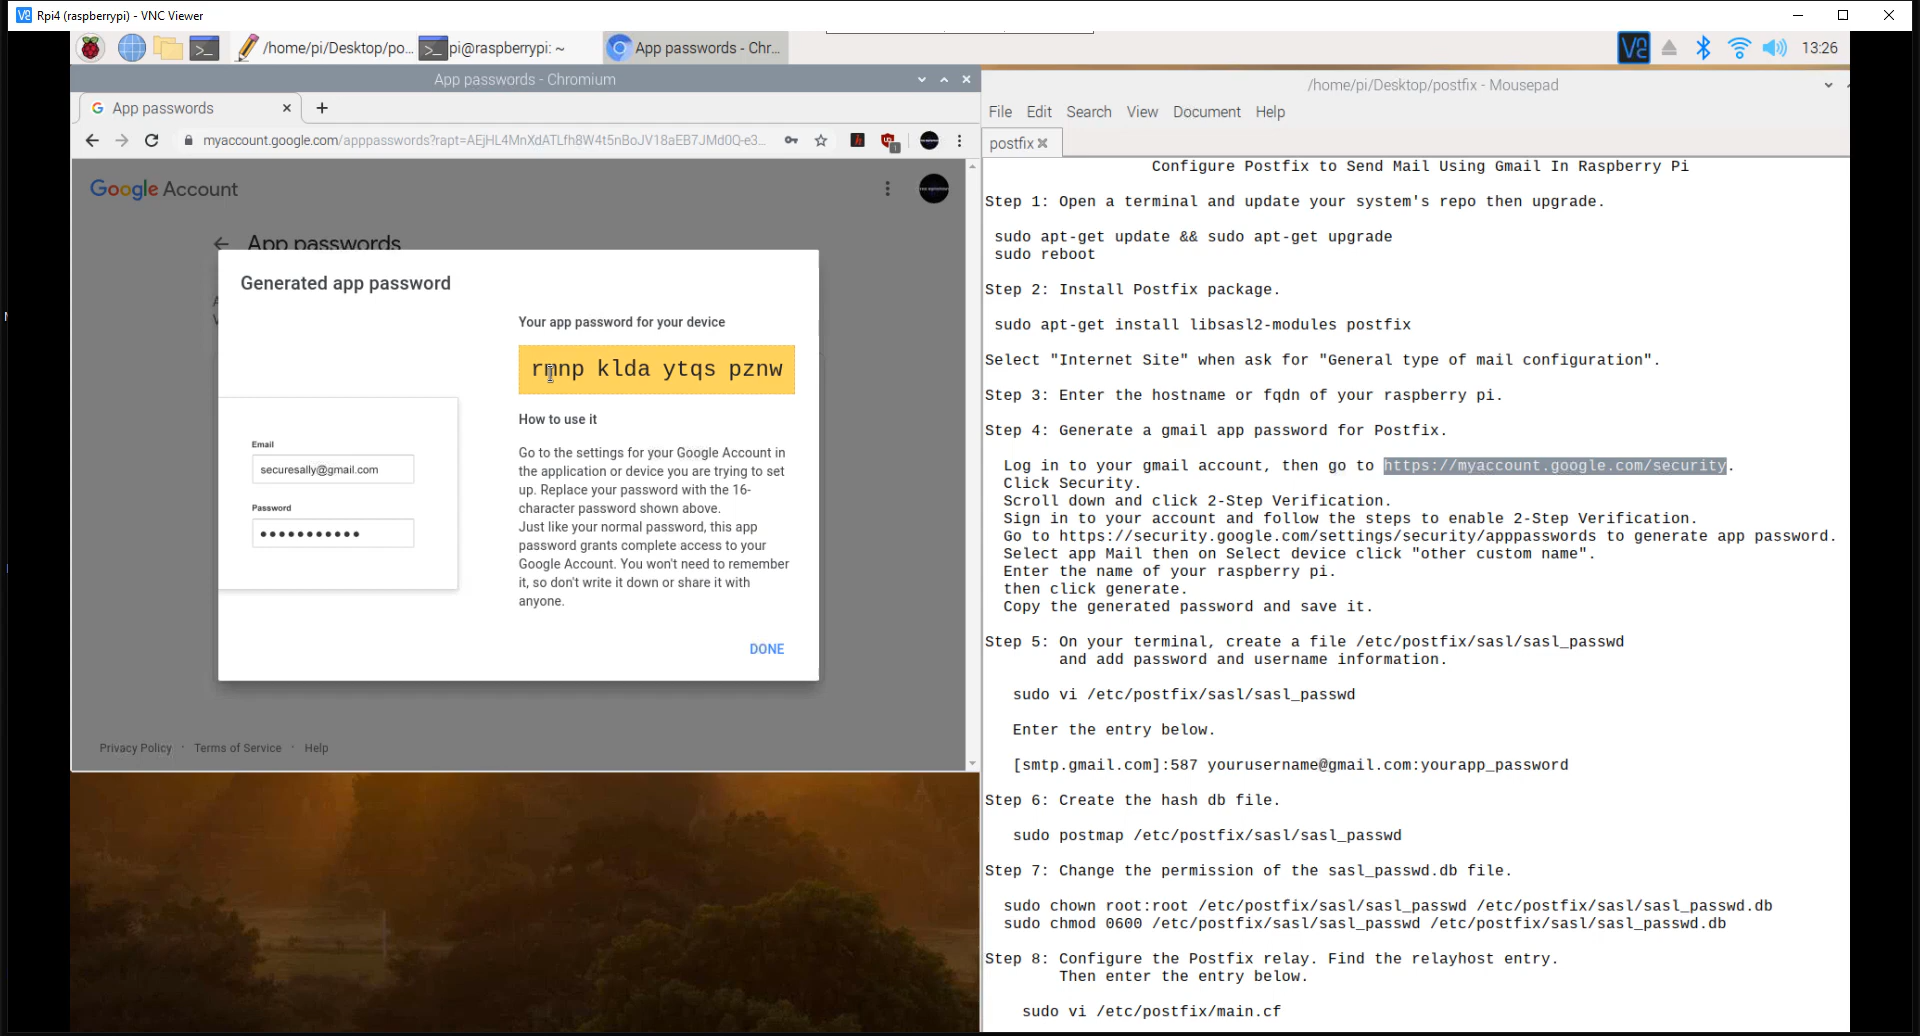 Rpi4 (raspberrypi) - VNC Viewer
/home/pi/Desktop/po...
pi@raspberrypi: ~
App passwords - Chr...
13:26
App passwords - Chromium
App passwords
myaccount.google.com/apppasswords?rapt=AEjHL4MnXdATLfh8W4t5nBoJV18aEB7JMd0Q-e3...
Google Account
App passwords
Generated app password
Your app password for your device
klda ytqs pznw
How to use it
Go to the settings for your Google Account in
the application or device you are trying to set
up. Replace your password with the 16-
character password shown above.
Just like your normal password, this app
password grants complete access to your
Google Account. You won't need to remember
it, so don't write it down or share it with
anyone.
Email
securesally@gmail.com
Password
DONE
Privacy Policy · Terms of Service · Help
/home/pi/Desktop/postfix - Mousepad
File Edit Search View Document Help
postfix
Configure Postfix to Send Mail Using Gmail In Raspberry Pi
Step 1: Open a terminal and update your system's repo then upgrade.
sudo apt-get update && sudo apt-get upgrade
sudo reboot
Step 2: Install Postfix package.
sudo apt-get install libsasl2-modules postfix
Select "Internet Site" when ask for "General type of mail configuration".
Step 3: Enter the hostname or fqdn of your raspberry pi.
Step 4: Generate a gmail app password for Postfix.
Log in to your gmail account, then go to https://myaccount.google.com/security.
Click Security.
Scroll down and click 2-Step Verification.
Sign in to your account and follow the steps to enable 2-Step Verification.
Go to https://security.google.com/settings/security/apppasswords to generate app password.
Select app Mail then on Select device click "other custom name".
Enter the name of your raspberry pi.
then click generate.
Copy the generated password and save it.
Step 5: On your terminal, create a file /etc/postfix/sasl/sasl_passwd
and add password and username information.
sudo vi /etc/postfix/sasl/sasl_passwd
Enter the entry below.
[smtp.gmail.com]:587 yourusername@gmail.com:yourapp_password
Step 6: Create the hash db file.
sudo postmap /etc/postfix/sasl/sasl_passwd
Step 7: Change the permission of the sasl_passwd.db file.
sudo chown root:root /etc/postfix/sasl/sasl_passwd /etc/postfix/sasl/sasl_passwd.db
sudo chmod 0600 /etc/postfix/sasl/sasl_passwd /etc/postfix/sasl/sasl_passwd.db
Step 8: Configure the Postfix relay. Find the relayhost entry.
Then enter the entry below.
sudo vi /etc/postfix/main.cf